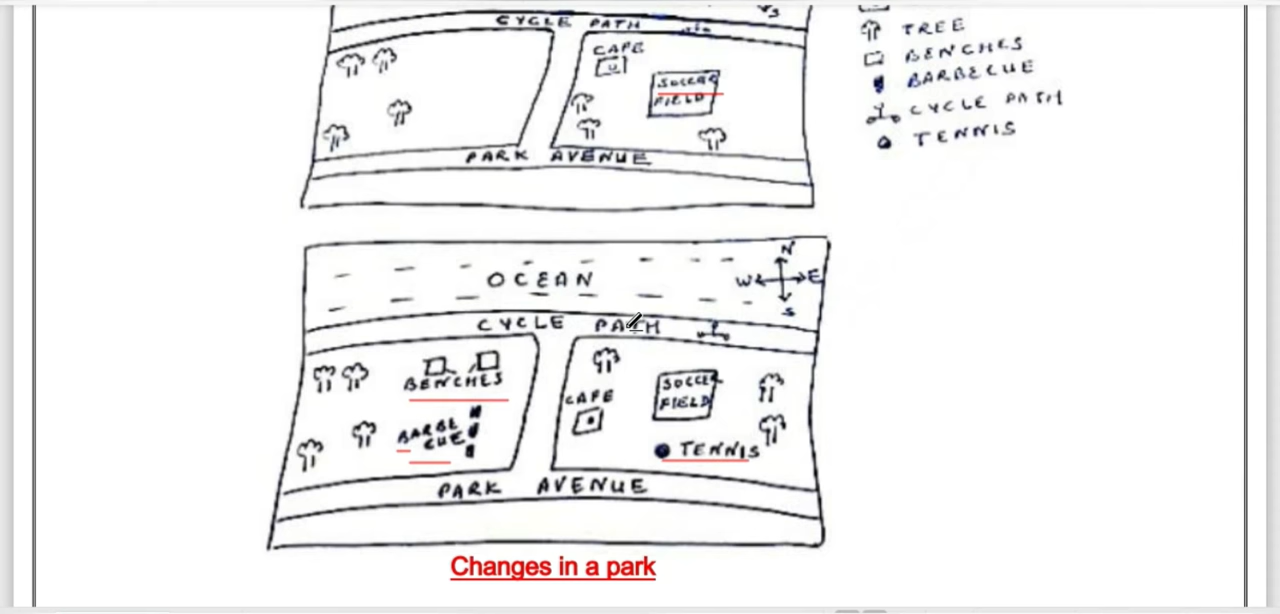 S
CYCLE PATH
TREE
BENCHES
BARBECUE
CYCLE PATH
TENNIS
CAFE
SOCCER
FIELD
PARK AVENUE
N
OCEAN
W E
S
CYCLE PATH
BENCHES
BARBE
CUE
CAFE
SOCCER
FIELD
TENNIS
PARK AVENUE
Changes in a park